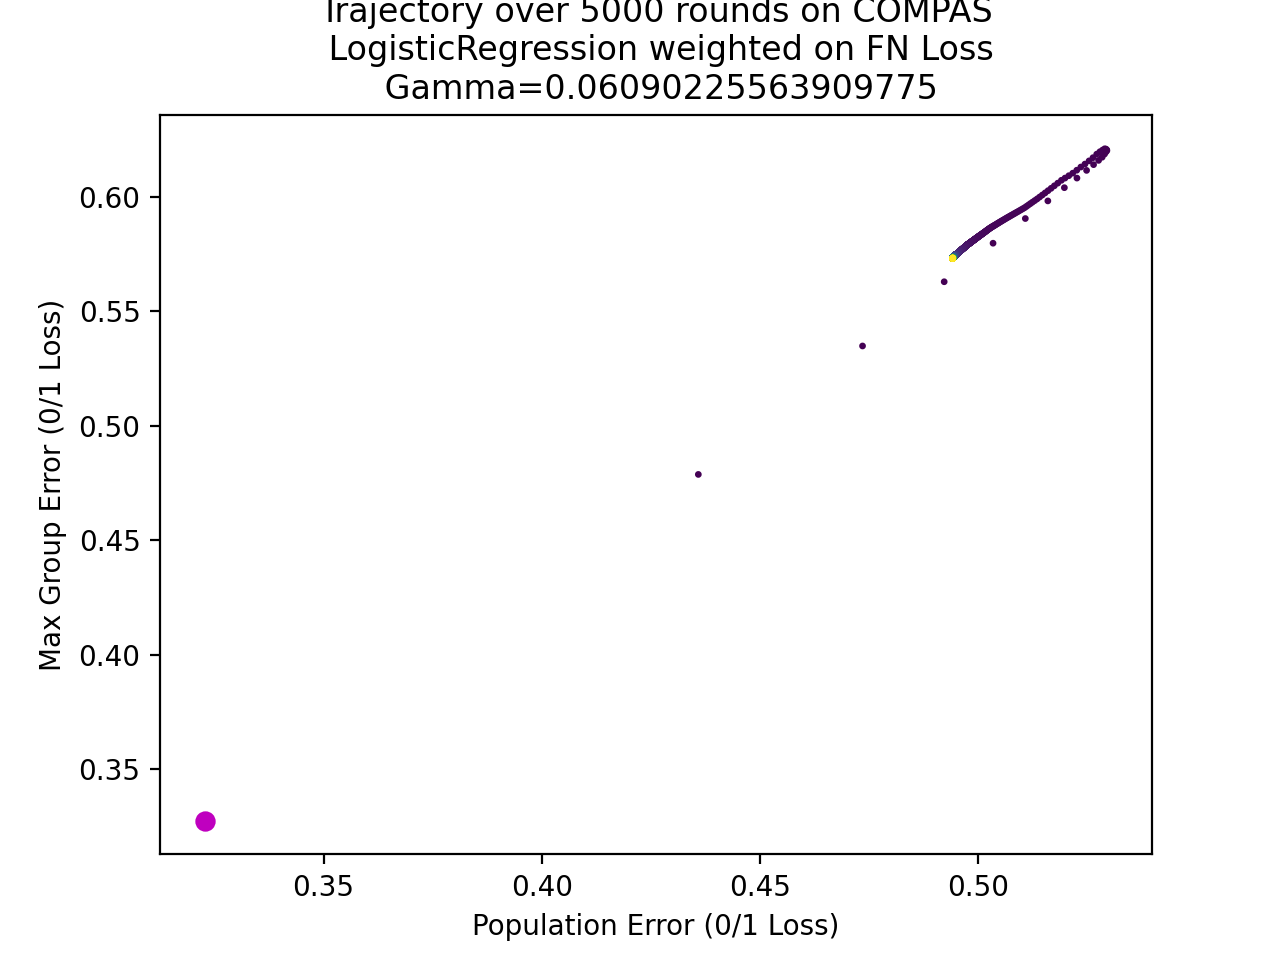 Trajectory over 5000 rounds on COMPAS
LogisticRegression weighted on FN Loss
Gamma=0.06090225563909775
0.60
0.55
0.50
0.45
0.40
0.35
Max Group Error (0/1 Loss)
0.35
0.40
0.45
0.50
Population Error (0/1 Loss)